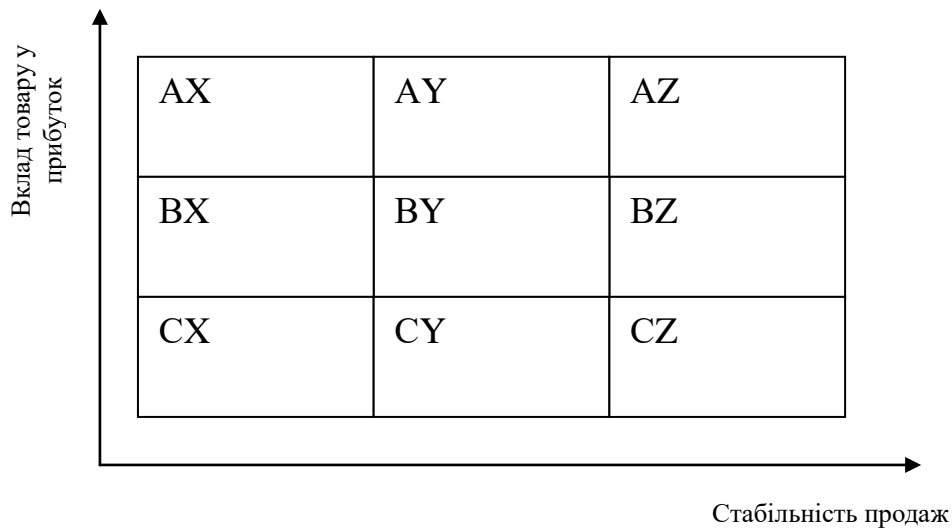 Вклад товару у
прибуток
AX AY AZ
BX BY BZ
CX CY CZ
Стабільність продаж